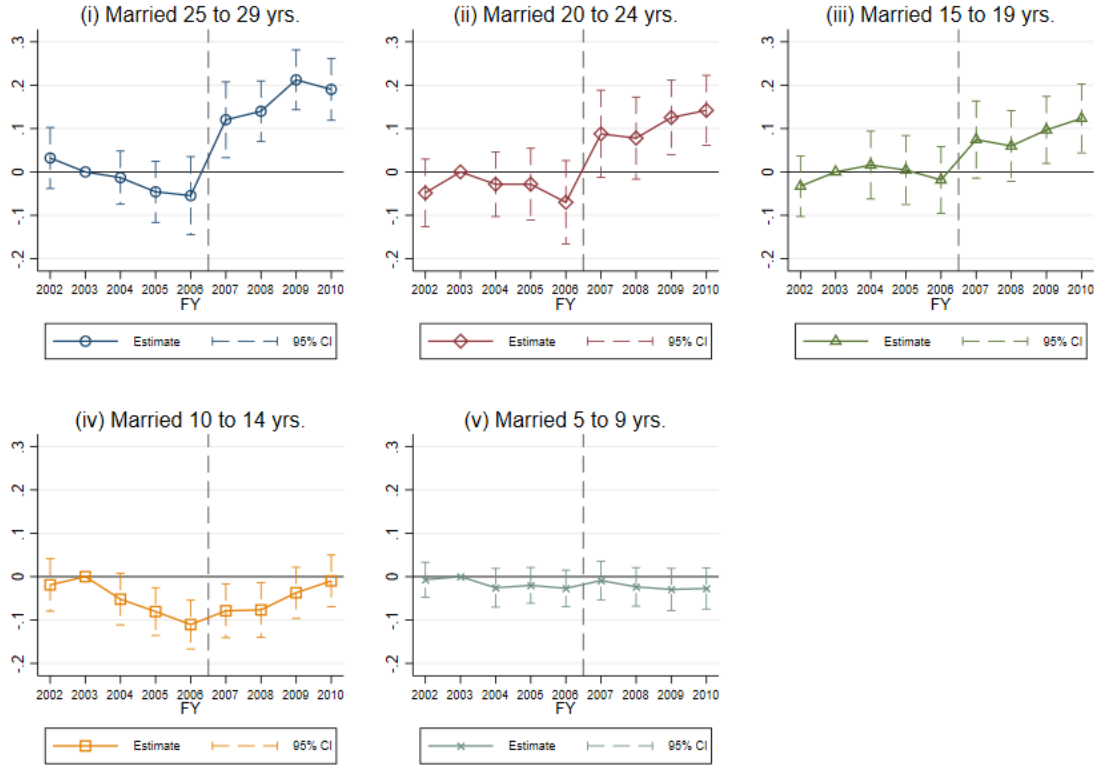 (i) Married 25 to 29 yrs.
.3
.2
.1
0
-.1
-.2
2002 2003 2004 2005 2006 2007 2008 2009 2010
FY
Estimate 95% CI
(ii) Married 20 to 24 yrs.
.3
.2
.1
0
-.1
-.2
2002 2003 2004 2005 2006 2007 2008 2009 2010
FY
Estimate 95% CI
(iii) Married 15 to 19 yrs.
.3
.2
.1
0
-.1
-.2
2002 2003 2004 2005 2006 2007 2008 2009 2010
FY
Estimate 95% CI
(iv) Married 10 to 14 yrs.
.3
.2
.1
0
-.1
-.2
2002 2003 2004 2005 2006 2007 2008 2009 2010
FY
Estimate 95% CI
(v) Married 5 to 9 yrs.
.3
.2
.1
0
-.1
-.2
2002 2003 2004 2005 2006 2007 2008 2009 2010
FY
Estimate 95% CI